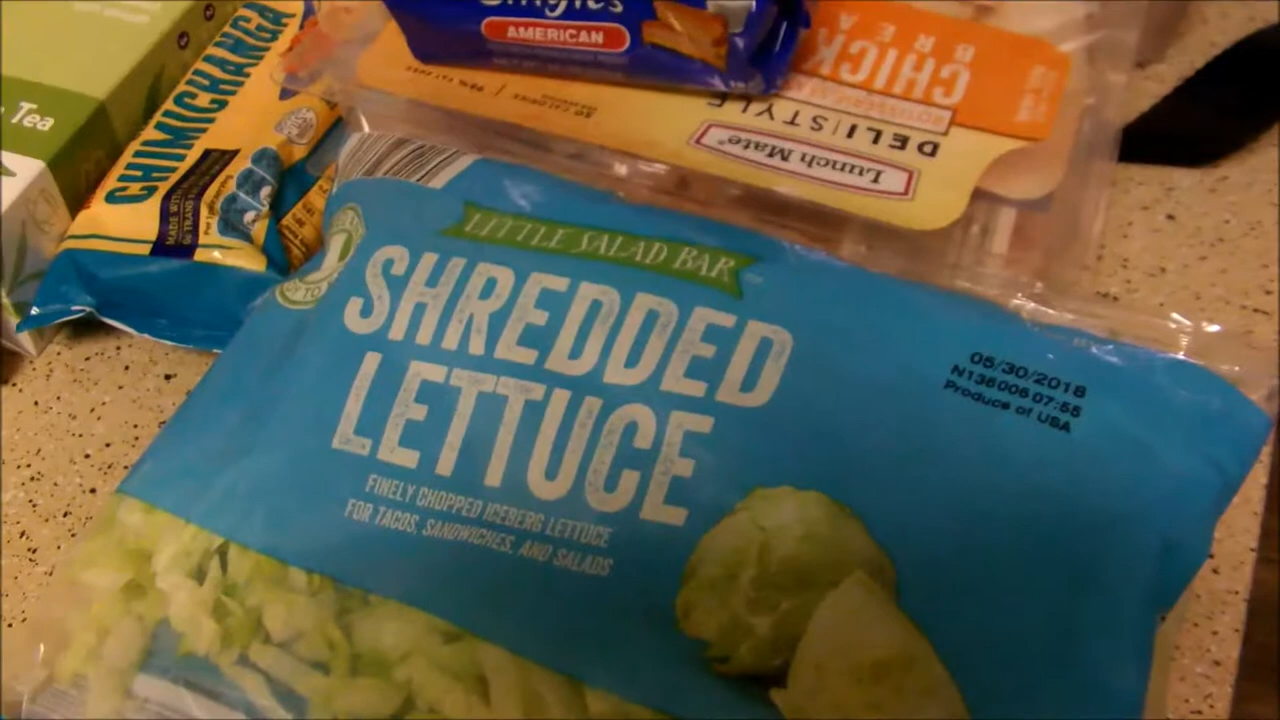 Singles
AMERICAN
CHICK
BREA
DELI STYLE
Lunch Mate®
Tea
CHIMICHANGA
LITTLE SALAD BAR
SHREDDED
LETTUCE
FINELY CHOPPED ICEBERG LETTUCE
FOR TACOS, SANDWICHES, AND SALADS
05/30/2018
N136006 07:55
Produce of USA